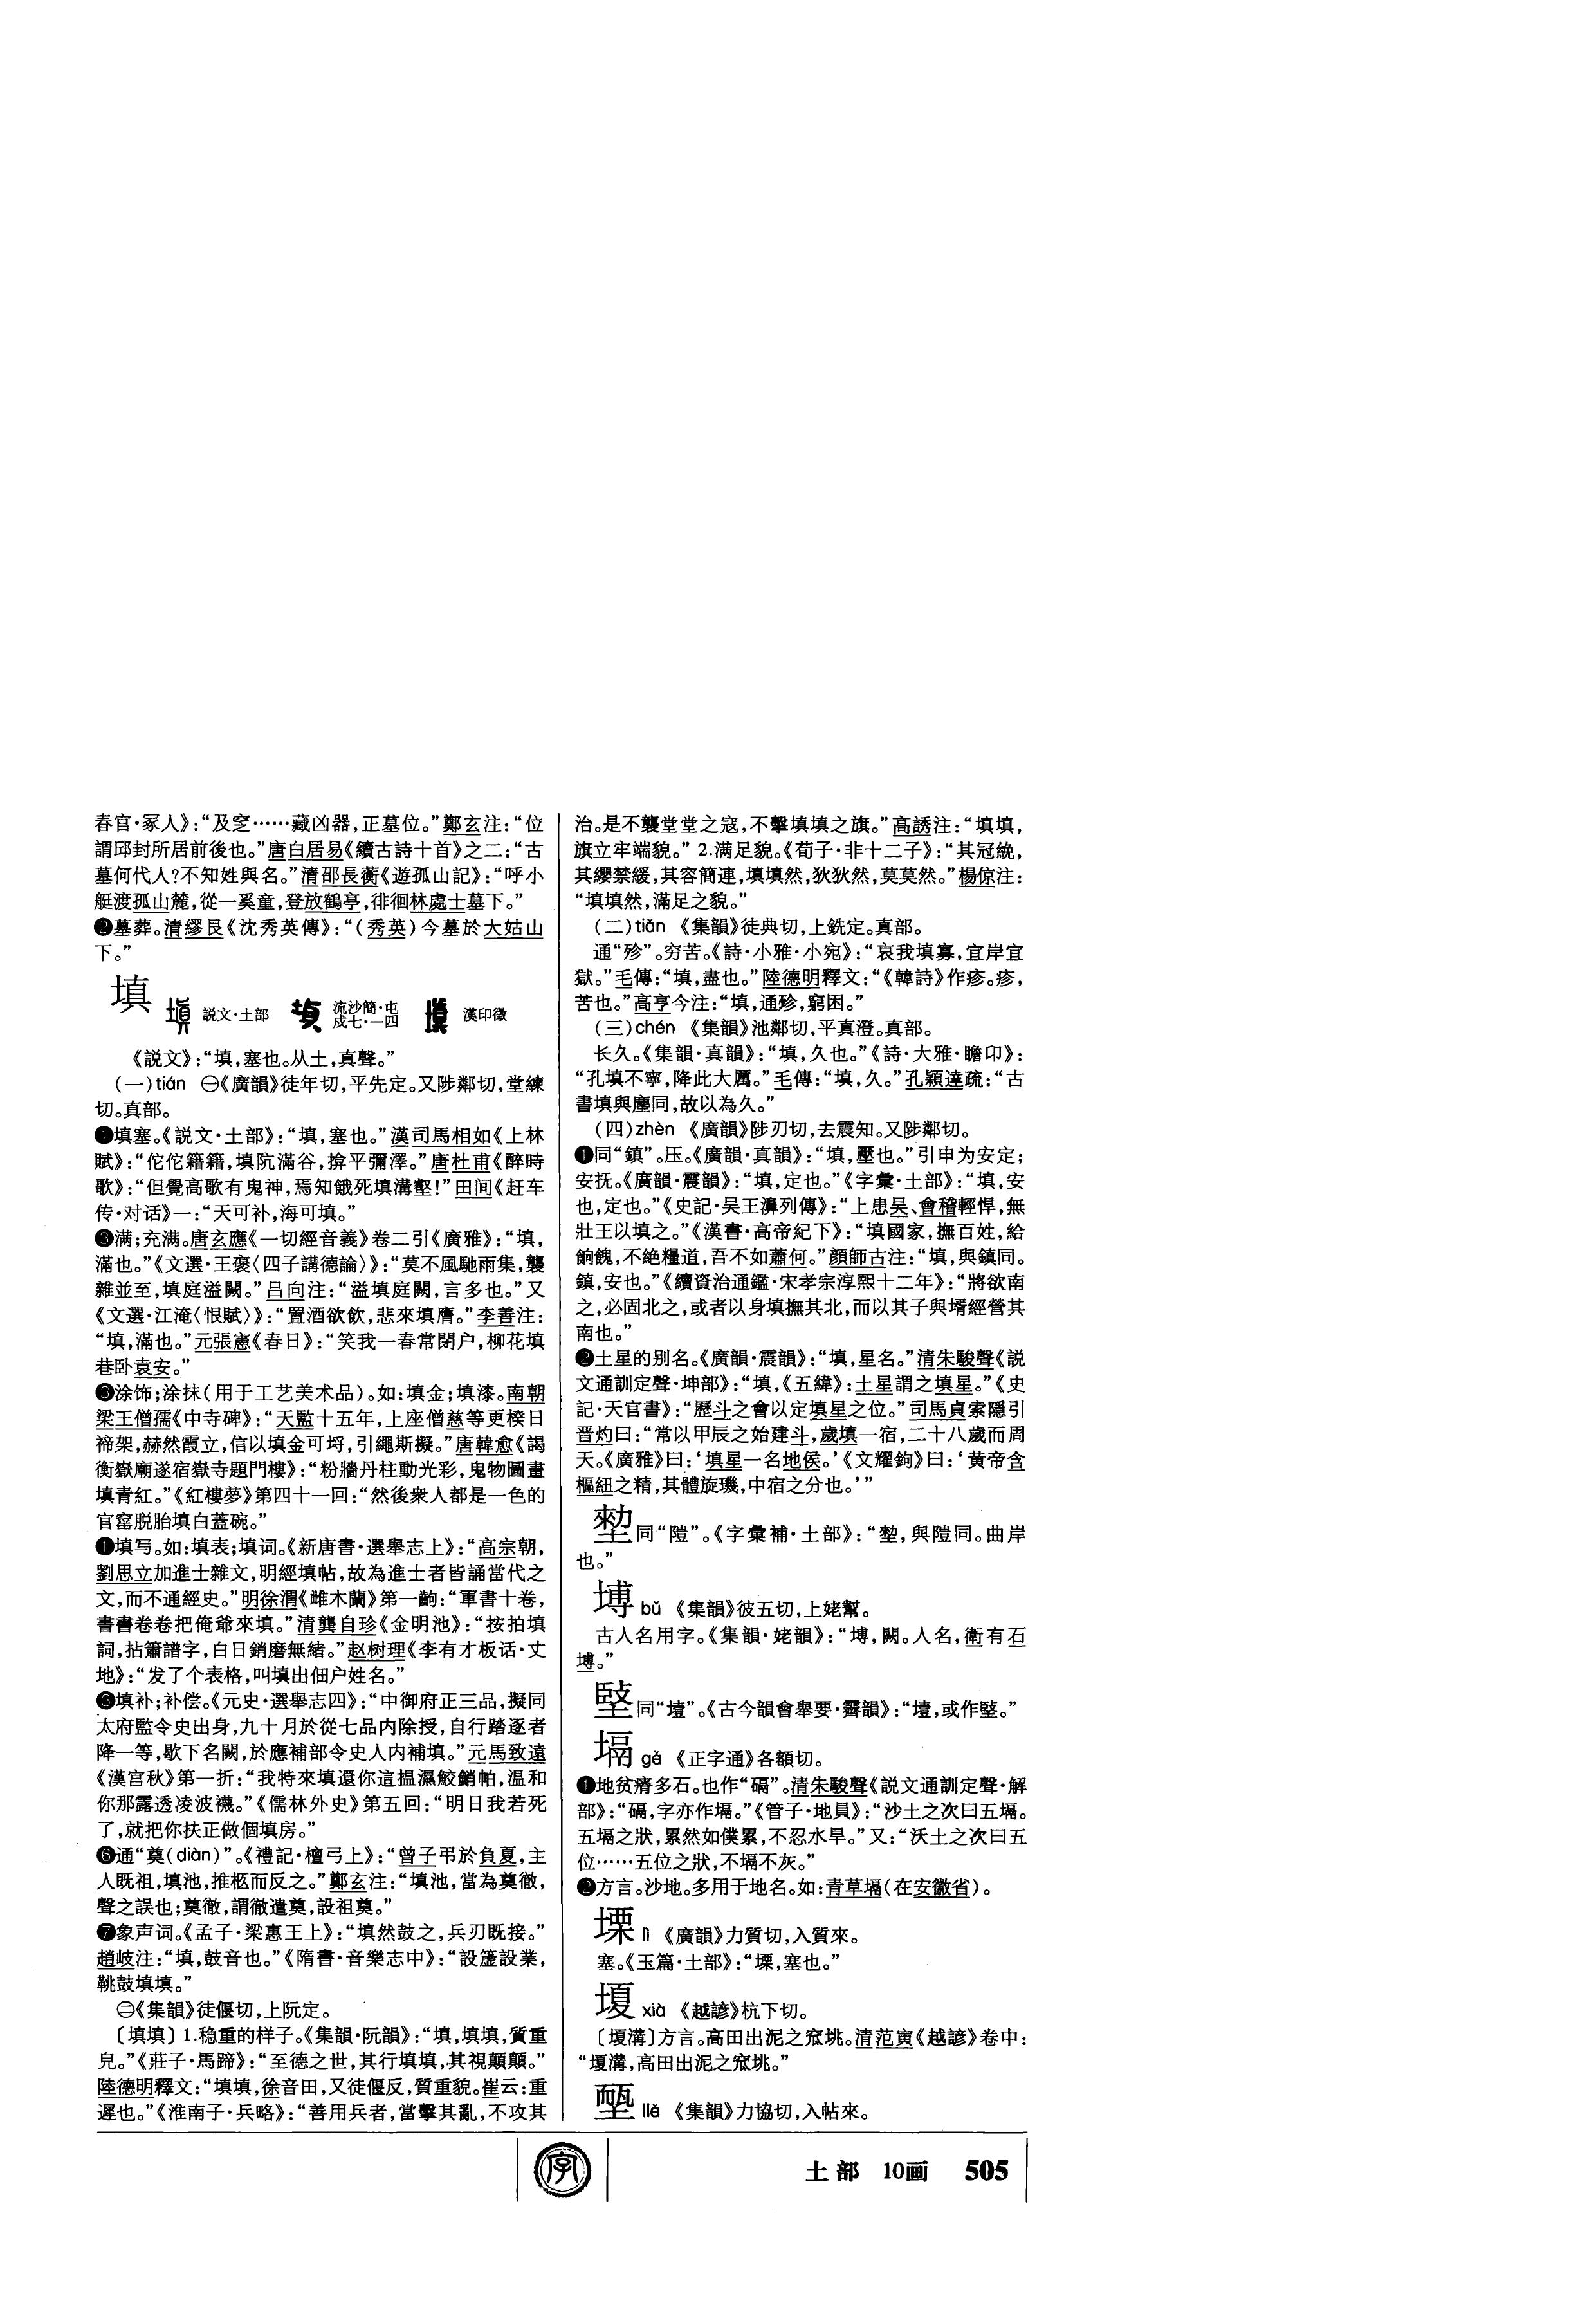 春官·冢人》：“及窆……藏凶器，正墓位。”鄭玄注：“位
謂邱封所居前後也。”唐白居易《續古詩十首》之二：“古
墓何代人？不知姓與名。”清邵長蘅《遊孤山記》：“呼小
艇渡孤山麓，從一奚童，登放鶴亭，徘徊林處士墓下。”
❷墓葬。清缪艮《沈秀英傳》：“（秀英）今墓於大姑山
下。”
填 説文·土部 流沙簡·屯戍七·一四 漢印徵
《説文》：“填，塞也。从土，真聲。”
（一）tián ㊀《廣韻》徒年切，平先定。又陟鄰切，堂練
切。真部。
❶填塞。《説文·土部》：“填，塞也。”漢司馬相如《上林
賦》：“佗佗籍籍，填阬滿谷，揜平彌澤。”唐杜甫《醉時
歌》：“但覺高歌有鬼神，焉知餓死填溝壑！”田间《赶车
传·对话》一：“天可补，海可填。”
❸满；充满。唐玄應《一切經音義》卷二引《廣雅》：“填，
滿也。”《文選·王褒〈四子講德論〉》：“莫不風馳雨集，襲
雜並至，填庭溢闕。”吕向注：“溢填庭闕，言多也。”又
《文選·江淹〈恨賦〉》：“置酒欲飲，悲來填膺。”李善注：
“填，滿也。”元張憲《春日》：“笑我一春常閉户，柳花填
巷卧袁安。”
❸涂饰；涂抹（用于工艺美术品）。如：填金；填漆。南朝
梁王僧孺《中寺碑》：“天監十五年，上座僧慈等更揆日
褅架，赫然霞立，信以填金可埒，引繩斯擬。”唐韓愈《謁
衡嶽廟遂宿嶽寺題門樓》：“粉牆丹柱動光彩，鬼物圖畫
填青紅。”《紅樓夢》第四十一回：“然後衆人都是一色的
官窑脱胎填白蓋碗。”
❶填写。如：填表；填词。《新唐書·選舉志上》：“高宗朝，
劉思立加進士雜文，明經填帖，故為進士者皆誦當代之
文，而不通經史。”明徐渭《雌木蘭》第一齣：“軍書十卷，
書書卷卷把俺爺來填。”清龔自珍《金明池》：“按拍填
詞，拈簫譜字，白日銷磨無緒。”赵树理《李有才板话·丈
地》：“发了个表格，叫填出佃户姓名。”
❸填补；补偿。《元史·選舉志四》：“中御府正三品，擬同
太府監令史出身，九十月於從七品内除授，自行踏逐者
降一等，歇下名闕，於應補部令史人内補填。”元馬致遠
《漢宫秋》第一折：“我特來填還你這揾濕鮫鮹帕，温和
你那露透凌波襪。”《儒林外史》第五回：“明日我若死
了，就把你扶正做個填房。”
❻通“奠（diàn）”。《禮記·檀弓上》：“曾子弔於負夏，主
人既祖，填池，推柩而反之。”鄭玄注：“填池，當為奠徹，
聲之誤也；奠徹，謂徹遣奠，設祖奠。”
❼象声词。《孟子·梁惠王上》：“填然鼓之，兵刃既接。”
趙岐注：“填，鼓音也。”《隋書·音樂志中》：“設簴設業，
鞉鼓填填。”
㊁《集韻》徒偃切，上阮定。
〔填填〕1.稳重的样子。《集韻·阮韻》：“填，填填，質重
皃。”《莊子·馬蹄》：“至德之世，其行填填，其視顛顛。”
陸德明釋文：“填填，徐音田，又徒偃反，質重貌。崔云：重
遲也。”《淮南子·兵略》：“善用兵者，當擊其亂，不攻其
治。是不襲堂堂之寇，不擊填填之旗。”高誘注：“填填，
旗立牢端貌。” 2.满足貌。《荀子·非十二子》：“其冠絻，
其纓禁緩，其容簡連，填填然，狄狄然，莫莫然。”楊倞注：
“填填然，滿足之貌。”
（二）tiǎn 《集韻》徒典切，上銑定。真部。
通“殄”。穷苦。《詩·小雅·小宛》：“哀我填寡，宜岸宜
獄。”毛傳：“填，盡也。”陸德明釋文：“《韓詩》作疹。疹，
苦也。”高亨今注：“填，通殄，窮困。”
（三）chén 《集韻》池鄰切，平真澄。真部。
长久。《集韻·真韻》：“填，久也。”《詩·大雅·瞻卬》：
“孔填不寧，降此大厲。”毛傳：“填，久。”孔穎達疏：“古
書填與塵同，故以為久。”
（四）zhèn 《廣韻》陟刃切，去震知。又陟鄰切。
❶同“鎮”。压。《廣韻·真韻》：“填，壓也。”引申为安定；
安抚。《廣韻·震韻》：“填，定也。”《字彙·土部》：“填，安
也，定也。”《史記·吴王濞列傳》：“上患吴、會稽輕悍，無
壯王以填之。”《漢書·高帝紀下》：“填國家，撫百姓，給
餉餽，不絶糧道，吾不如蕭何。”顔師古注：“填，與鎮同。
鎮，安也。”《續資治通鑑·宋孝宗淳熙十二年》：“將欲南
之，必固北之，或者以身填撫其北，而以其子與壻經營其
南也。”
❷土星的别名。《廣韻·震韻》：“填，星名。”清朱駿聲《説
文通訓定聲·坤部》：“填，《五緯》：土星謂之填星。”《史
記·天官書》：“歷斗之會以定填星之位。”司馬貞索隱引
晋灼曰：“常以甲辰之始建斗，歲填一宿，二十八歲而周
天。《廣雅》曰：‘填星一名地侯。’《文耀鉤》曰：‘黄帝含
樞紐之精，其體旋璣，中宿之分也。’”
同“隑”。《字彙補·土部》：“，與隑同。曲岸
也。”
塼 bǔ 《集韻》彼五切，上姥幫。
古人名用字。《集韻·姥韻》：“，闕。人名，衛有石
。”
同“壇”。《古今韻會舉要·霽韻》：“，或作。”
塥 gé 《正字通》各額切。
❶地贫瘠多石。也作“碿”。清朱駿聲《説文通訓定聲·解
部》：“，字亦作塥。”《管子·地員》：“沙土之次曰五塥。
五塥之狀，累然如僕累，不忍水旱。”又：“沃土之次曰五
位……五位之狀，不塥不灰。”
❷方言。沙地。多用于地名。如：青草塥（在安徽省）。
塛 lì 《廣韻》力質切，入質來。
塞。《玉篇·土部》：“塛，塞也。”
xià 《越諺》杭下切。
〔溝〕方言。高田出泥之窊垗。清范寅《越諺》卷中：
“溝，高田出泥之窊垗。”
liè 《集韻》力協切，入帖來。
字
土部 10画 505